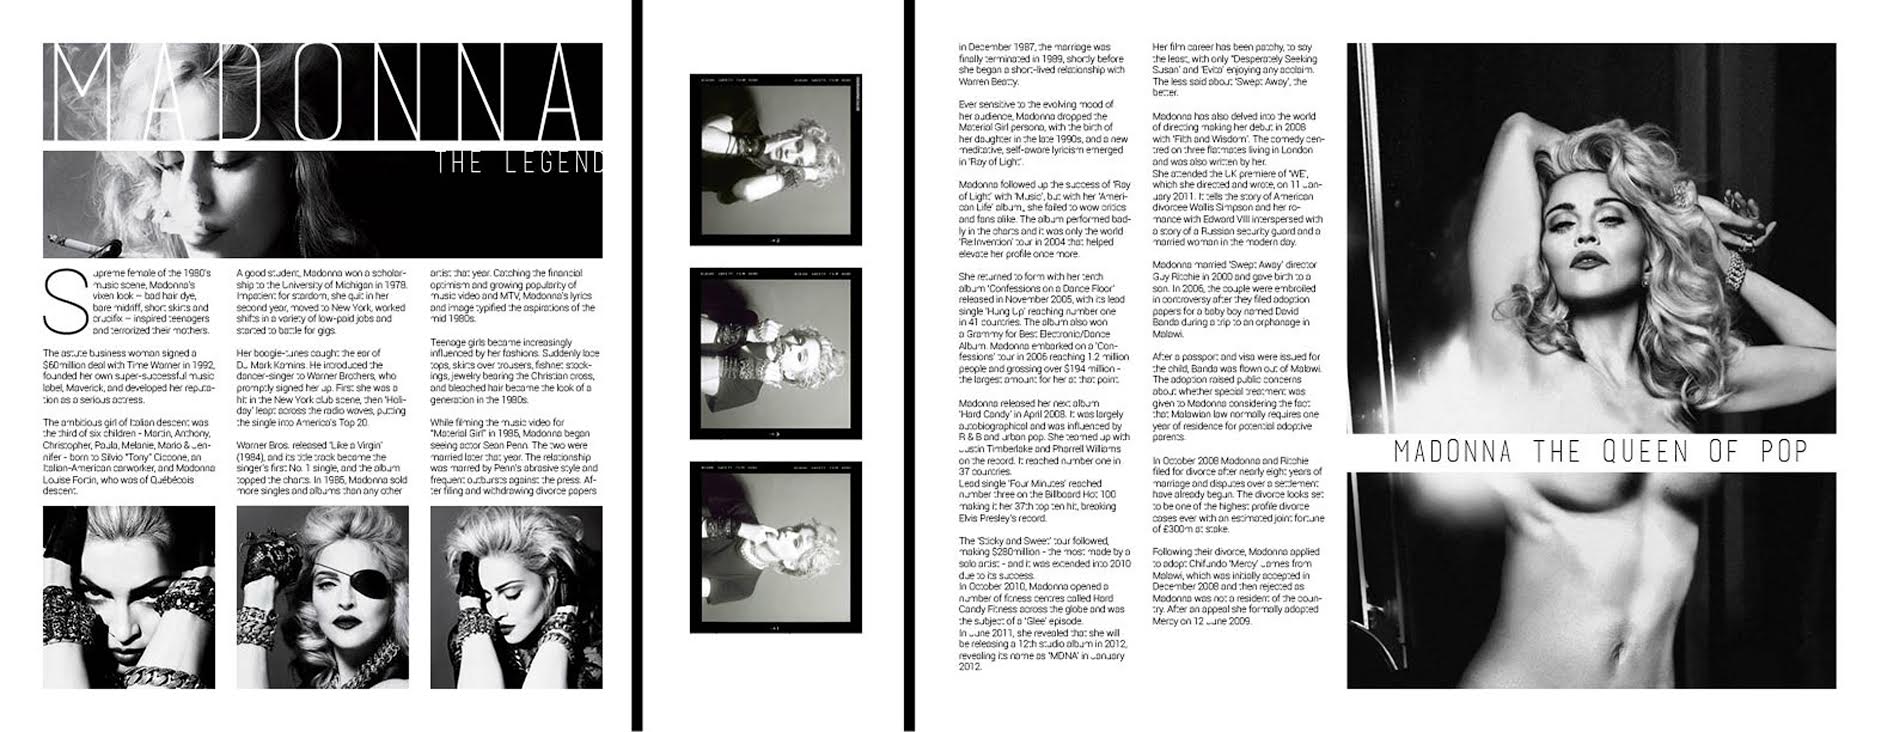 MADONNA
THE LEGEND
Supreme female of the 1980's
music scene, Madonna's
vixen look – bad hair dye,
bare midriff, short skirts and
crucifix – inspired teenagers
and terrorized their mothers.
The astute business woman signed a
$60million deal with Time Warner in 1992,
founded her own super-successful music
label, Maverick, and developed her reputa-
tion as a serious actress.
The ambitious girl of Italian descent was
the third of six children - Martin, Anthony,
Christopher, Paula, Melanie, Mario & Jen-
nifer - born to Silvio "Tony" Ciccone, an
Italian-American carworker, and Madonna
Louise Fortin, who was of Québécois
descent.
A good student, Madonna won a scholar-
ship to the University of Michigan in 1978.
Impatient for stardom, she quit in her
second year, moved to New York, worked
shifts in a variety of low-paid jobs and
started to battle for gigs.
Her boogie-tunes caught the ear of
DJ Mark Kamins. He introduced the
dancer-singer to Warner Brothers, who
promptly signed her up. First she was a
hit in the New York club scene, then 'Holi-
day' leapt across the radio waves, putting
the single into America's Top 20.
Warner Bros. released 'Like a Virgin'
(1984), and its title track became the
singer's first No. 1 single, and the album
topped the charts. In 1985, Madonna sold
more singles and albums than any other
artist that year. Catching the financial
optimism and growing popularity of
music video and MTV, Madonna's lyrics
and image typified the aspirations of the
mid 1980s.
Teenage girls became increasingly
influenced by her fashions. Suddenly lace
tops, skirts over trousers, fishnet stock-
ings, jewelry bearing the Christian cross,
and bleached hair became the look of a
generation in the 1980s.
While filming the music video for
"Material Girl" in 1985, Madonna began
seeing actor Sean Penn. The two were
married later that year. The relationship
was marred by Penn's abrasive style and
frequent outbursts against the press. Af-
ter filing and withdrawing divorce papers
in December 1987, the marriage was
finally terminated in 1989, shortly before
she began a short-lived relationship with
Warren Beatty.
Ever sensitive to the evolving mood of
her audience, Madonna dropped the
Material Girl persona, with the birth of
her daughter in the late 1990s, and a new
meditative, self-aware lyricism emerged
in 'Ray of Light'.
Madonna followed up the success of 'Ray
of Light' with 'Music', but with her 'Ameri-
can Life' album, she failed to wow critics
and fans alike. The album performed bad-
ly in the charts and it was only the world
'Re:Invention' tour in 2004 that helped
elevate her profile once more.
She returned to form with her tenth
album 'Confessions on a Dance Floor'
released in November 2005, with its lead
single 'Hung Up' reaching number one
in 41 countries. The album also won
a Grammy for Best Electronic/Dance
Album. Madonna embarked on a 'Con-
fessions' tour in 2006 reaching 1.2 million
people and grossing over $194 million -
the largest amount for her at that point.
Madonna released her next album
'Hard Candy' in April 2008. It was largely
autobiographical and was influenced by
R & B and urban pop. She teamed up with
Justin Timberlake and Pharrell Williams
on the record. It reached number one in
37 countries.
Lead single 'Four Minutes' reached
number three on the Billboard Hot 100
making it her 37th top ten hit, breaking
Elvis Presley's record.
The 'Sticky and Sweet' tour followed,
making $280million - the most made by a
solo artist - and it was extended into 2010
due to its success.
In October 2010, Madonna opened a
number of fitness centres called Hard
Candy Fitness across the globe and was
the subject of a 'Glee' episode.
In June 2011, she revealed that she will
be releasing a 12th studio album in 2012,
revealing its name as 'MDNA' in January
2012.
Her film career has been patchy, to say
the least, with only 'Desperately Seeking
Susan' and 'Evita' enjoying any acclaim.
The less said about 'Swept Away', the
better.
Madonna has also delved into the world
of directing making her debut in 2008
with 'Filth and Wisdom'. The comedy cen-
tred on three flatmates living in London
and was also written by her.
She attended the UK premiere of 'WE',
which she directed and wrote, on 11 Jan-
uary 2011. It tells the story of American
divorcee Wallis Simpson and her ro-
mance with Edward VIII interspersed with
a story of a Russian security guard and a
married woman in the modern day.
Madonna married 'Swept Away' director
Guy Ritchie in 2000 and gave birth to a
son. In 2006, the couple were embroiled
in controversy after they filed adoption
papers for a baby boy named David
Banda during a trip to an orphanage in
Malawi.
After a passport and visa were issued for
the child, Banda was flown out of Malawi.
The adoption raised public concerns
about whether special treatment was
given to Madonna considering the fact
that Malawian law normally requires one
year of residence for potential adoptive
parents.
In October 2008 Madonna and Ritchie
filed for divorce after nearly eight years of
marriage and disputes over a settlement
have already begun. The divorce looks set
to be one of the highest profile divorce
cases ever with an estimated joint fortune
of £300m at stake.
Following their divorce, Madonna applied
to adopt Chifundo 'Mercy' James from
Malawi, which was initially accepted in
December 2008 and then rejected as
Madonna was not a resident of the coun-
try. After an appeal she formally adopted
Mercy on 12 June 2009.
MADONNA THE QUEEN OF POP